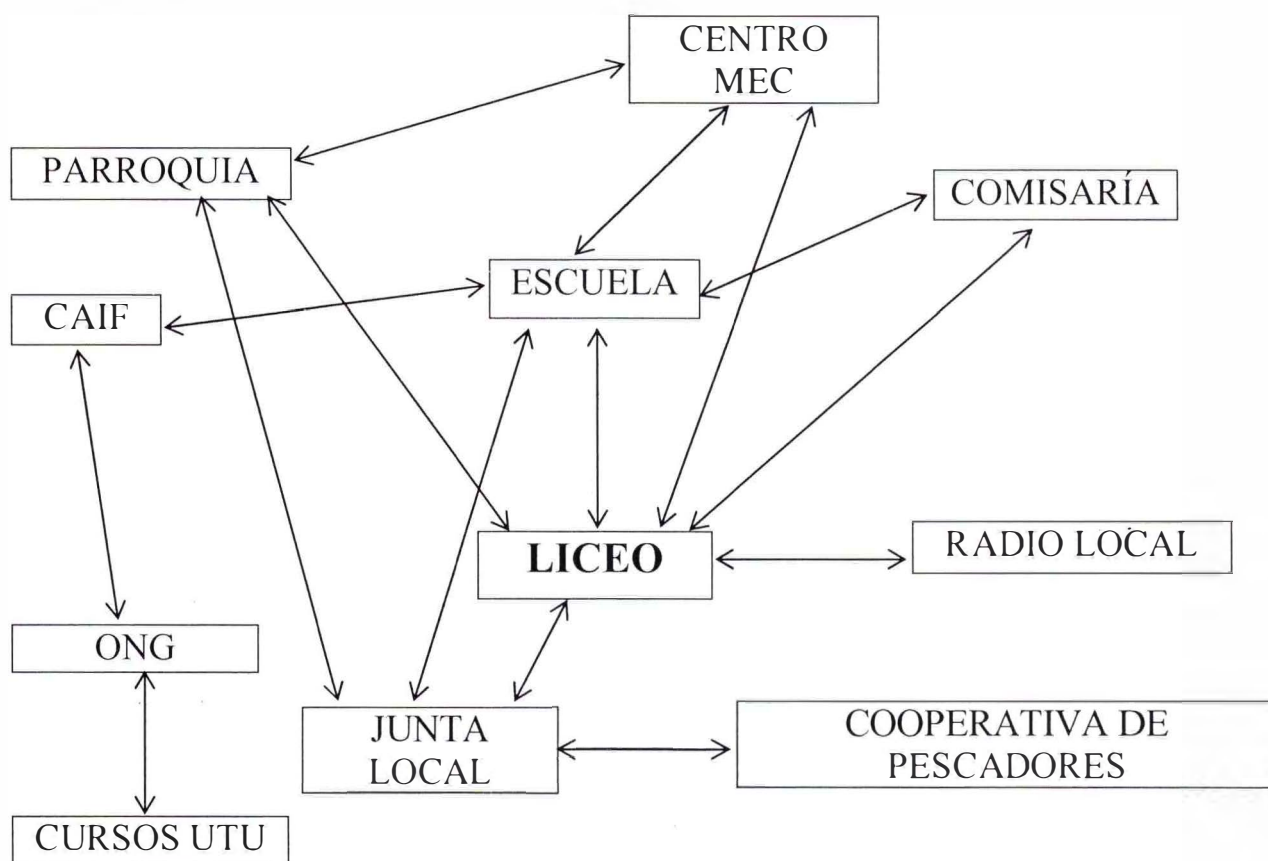 CENTRO
MEC
PARROQUIA
COMISARÍA
ESCUELA
CAIF
LICEO
RADIO LOCAL
ONG
JUNTA
LOCAL
COOPERATIVA DE
PESCADORES
CURSOS UTU